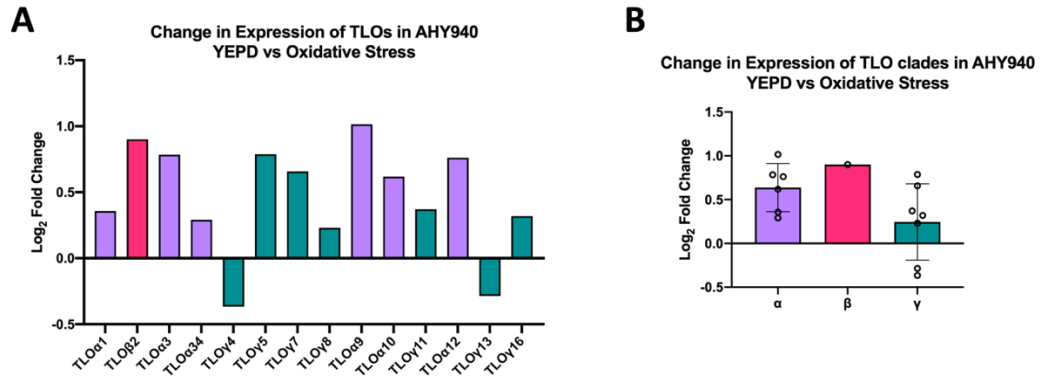 A
Change in Expression of TLOs in AHY940
YEPD vs Oxidative Stress
Log2 Fold Change
1.5
1.0
0.5
0.0
-0.5
TLOα1
TLOβ2
TLOα3
TLOα34
TLOγ4
TLOγ5
TLOγ7
TLOγ8
TLOα9
TLOα10
TLOγ11
TLOα12
TLOγ13
TLOγ16
B
Change in Expression of TLO clades in AHY940
YEPD vs Oxidative Stress
Log2 Fold Change
1.5
1.0
0.5
0.0
-0.5
α
β
γ